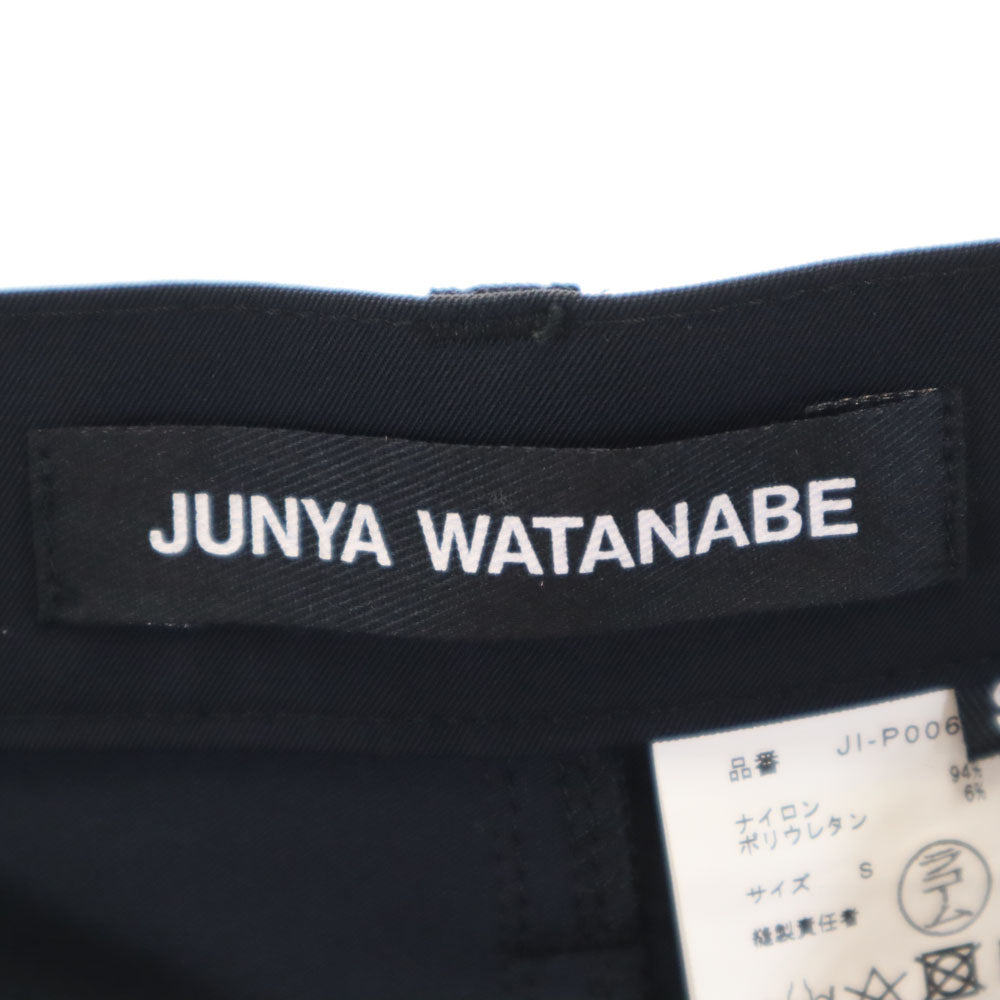 JUNYA WATANABE
品番 JI-P006
94%
6%
ナイロン
ポリウレタン
サイズ S
縫製責任者